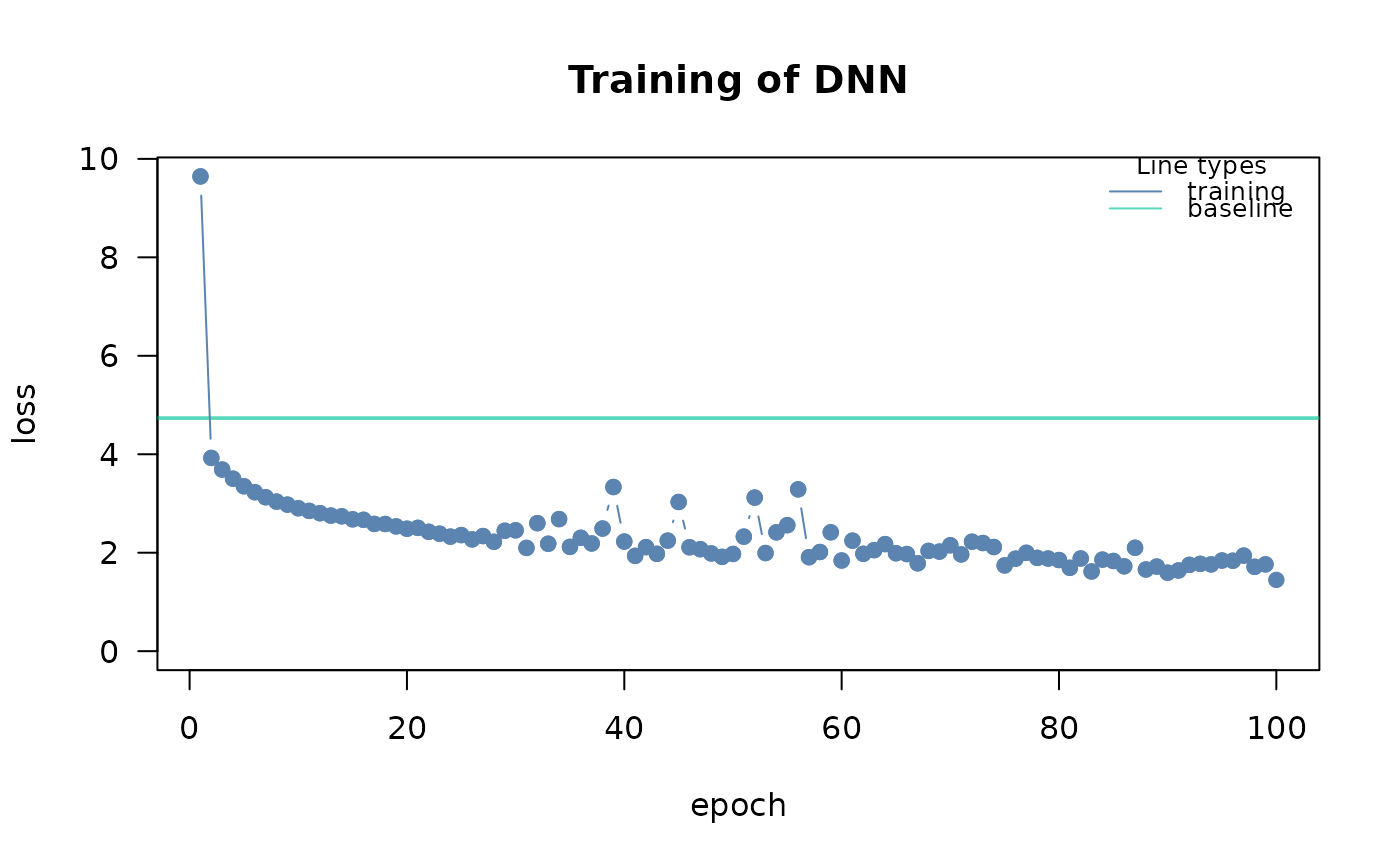 Training of DNN
10
8
6
4
2
0
loss
Line types
training
baseline
0 20 40 60 80 100
epoch